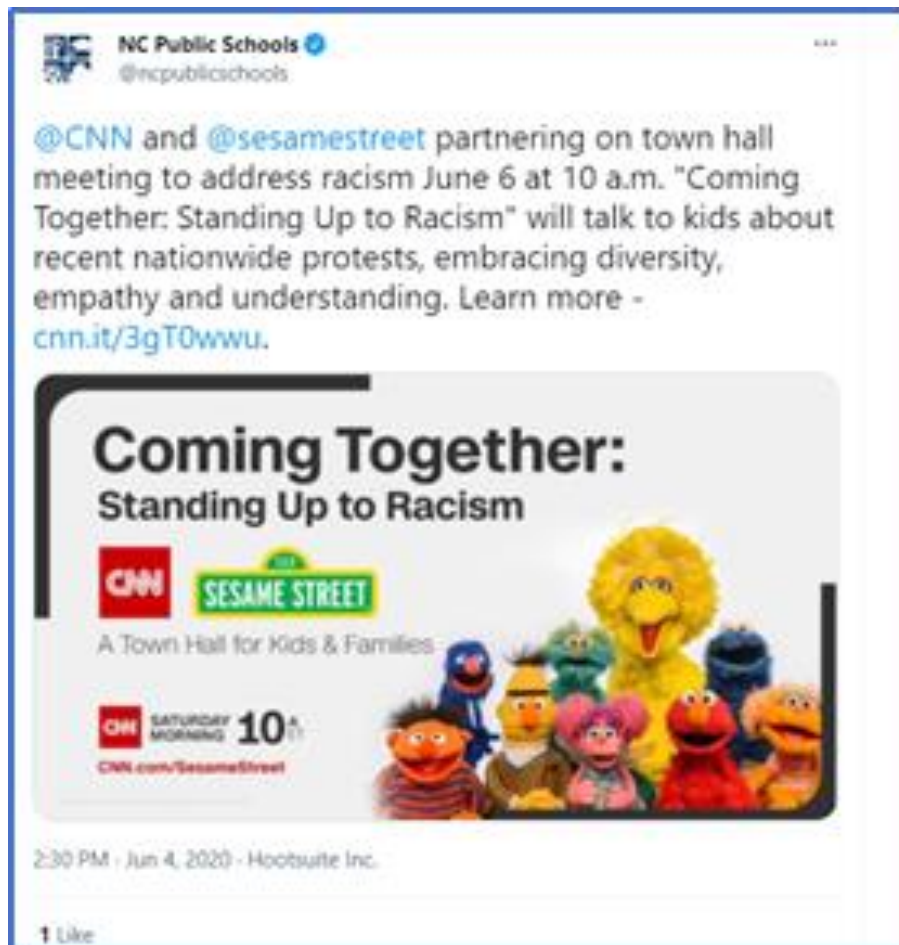 NC Public Schools
@ncpublicschools
@CNN and @sesamestreet partnering on town hall
meeting to address racism June 6 at 10 a.m. "Coming
Together: Standing Up to Racism" will talk to kids about
recent nationwide protests, embracing diversity,
empathy and understanding. Learn more -
cnn.it/3gT0wwu.
Coming Together:
Standing Up to Racism
CNN
SESAME STREET
A Town Hall for Kids & Families
CNN SATURDAY MORNING 10 A ET
CNN.com/SesameStreet
2:30 PM · Jun 4, 2020 · Hootsuite Inc.
1 Like